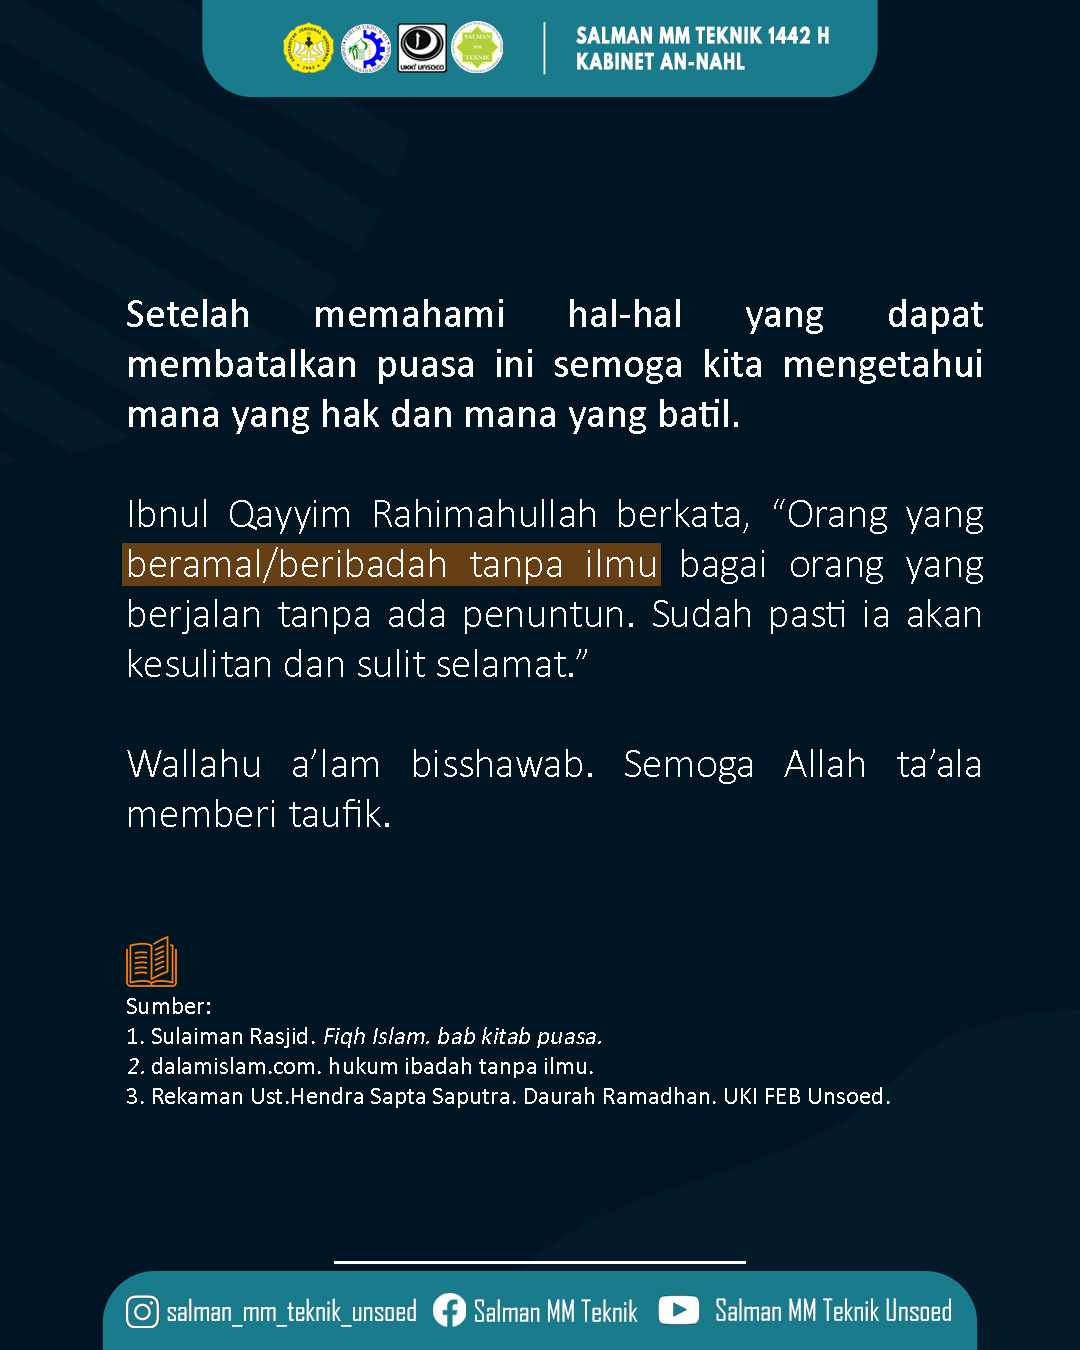 SALMAN MM TEKNIK 1442 H
KABINET AN-NAHL
UKKI UNSOED
SALMAN
MM
TEKNIK
Setelah memahami hal-hal yang dapat
membatalkan puasa ini semoga kita mengetahui
mana yang hak dan mana yang batil.
Ibnul Qayyim Rahimahullah berkata, “Orang yang
beramal/beribadah tanpa ilmu bagai orang yang
berjalan tanpa ada penuntun. Sudah pasti ia akan
kesulitan dan sulit selamat.”
Wallahu a’lam bisshawab. Semoga Allah ta’ala
memberi taufik.
Sumber:
1. Sulaiman Rasjid. Fiqh Islam. bab kitab puasa.
2. dalamislam.com. hukum ibadah tanpa ilmu.
3. Rekaman Ust.Hendra Sapta Saputra. Daurah Ramadhan. UKI FEB Unsoed.
salman_mm_teknik_unsoed Salman MM Teknik Salman MM Teknik Unsoed